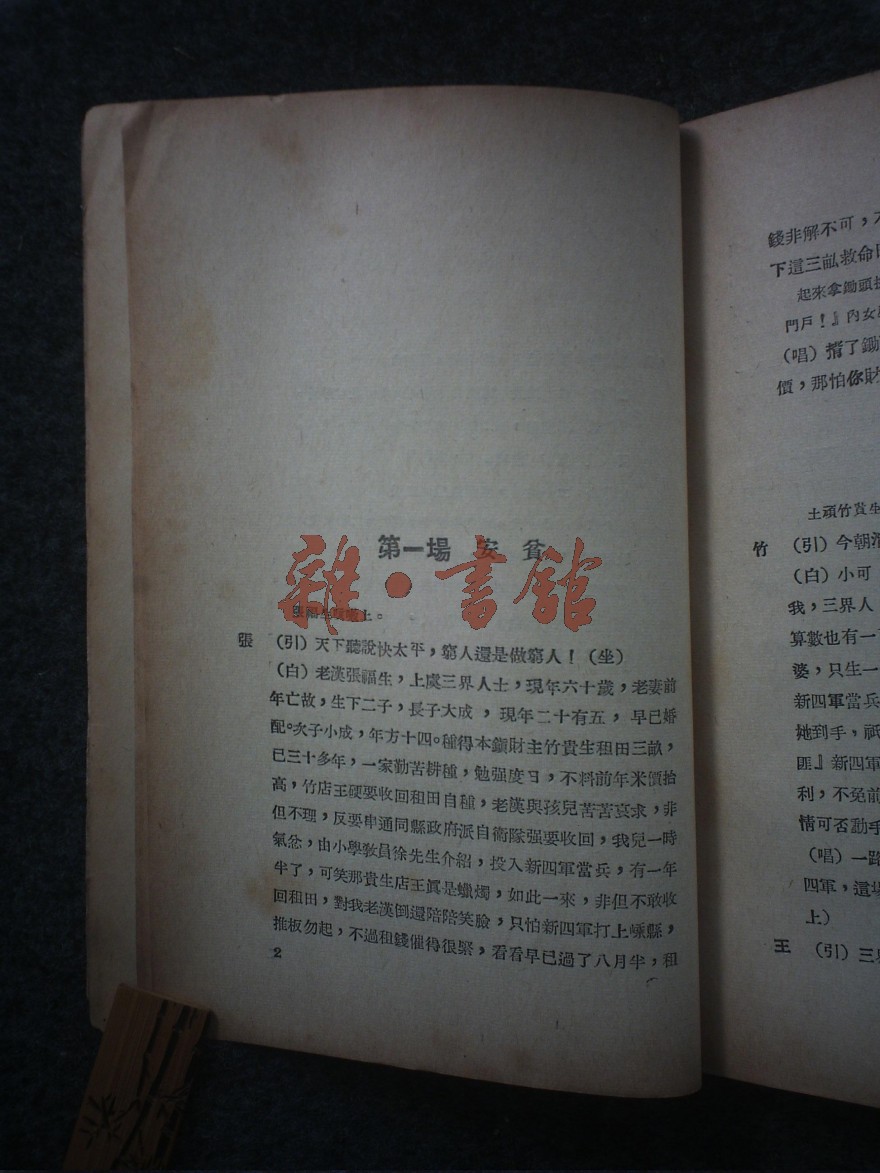 第一場 安貧
張福生 上。
張 (引)天下聽說快太平,窮人還是做窮人!(坐)
(白)老漢張福生,上虞三界人士,現年六十歲,老妻前
年亡故,生下二子,長子大成,現年二十有五,早已婚
配。次子小成,年方十四。種得本鎭財主竹貴生租田三畝,
已三十多年,一家勤苦耕種,勉强度日,不料前年米價抬
高,竹店王硬要收回租田自種,老漢與孩兒苦苦哀求,非
但不理,反要串通同縣政府派自衛隊强要收回,我兒一時
氣忿,由小學敎員徐先生介紹,投入新四軍當兵,有一年
半了,可笑那貴生店王眞是蠟燭,如此一來,非但不敢收
回租田,對我老漢倒還陪陪笑臉,只怕新四軍打上嵊縣,
推板勿起,不過租錢催得很緊,看看早已過了八月半,租
2
錢非解不可,
下這三畝救命
起來拿鋤頭
門戶!』內女
(唱)揹了鋤
價,那怕你財
土頑竹貴生
竹 (引)今朝
(白)小可
我,三界人
算數也有一
婆,只生一
新四軍當兵
她到手,祇
匪』新四軍
利,不免前
情可否動手
(唱)一路
四軍,這場
上)
王 (引)三界
雜·書館